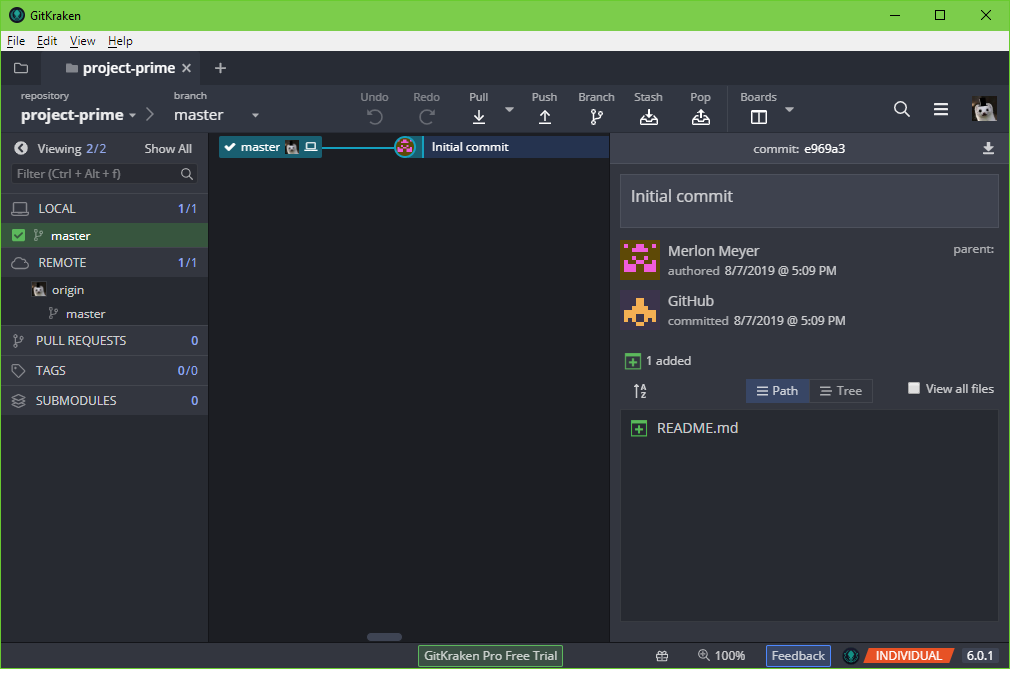 GitKraken
File Edit View Help
project-prime
repository
project-prime
branch
master
Undo Redo Pull Push Branch Stash Pop Boards
Viewing 2/2 Show All
Filter (Ctrl + Alt + f)
LOCAL 1/1
master
REMOTE 1/1
origin
master
PULL REQUESTS 0
TAGS 0/0
SUBMODULES 0
master Initial commit
commit: e969a3
Initial commit
Merlon Meyer parent:
authored 8/7/2019 @ 5:09 PM
GitHub
committed 8/7/2019 @ 5:09 PM
1 added
A Z Path Tree View all files
README.md
GitKraken Pro Free Trial 100% Feedback INDIVIDUAL 6.0.1